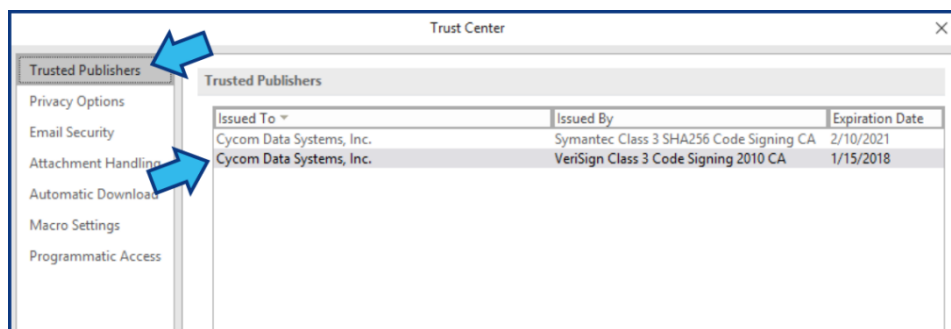 Trust Center
Trusted Publishers
Privacy Options
Email Security
Attachment Handling
Automatic Download
Macro Settings
Programmatic Access
Trusted Publishers
Issued To Issued By Expiration Date
Cycom Data Systems, Inc. Symantec Class 3 SHA256 Code Signing CA 2/10/2021
Cycom Data Systems, Inc. VeriSign Class 3 Code Signing 2010 CA 1/15/2018